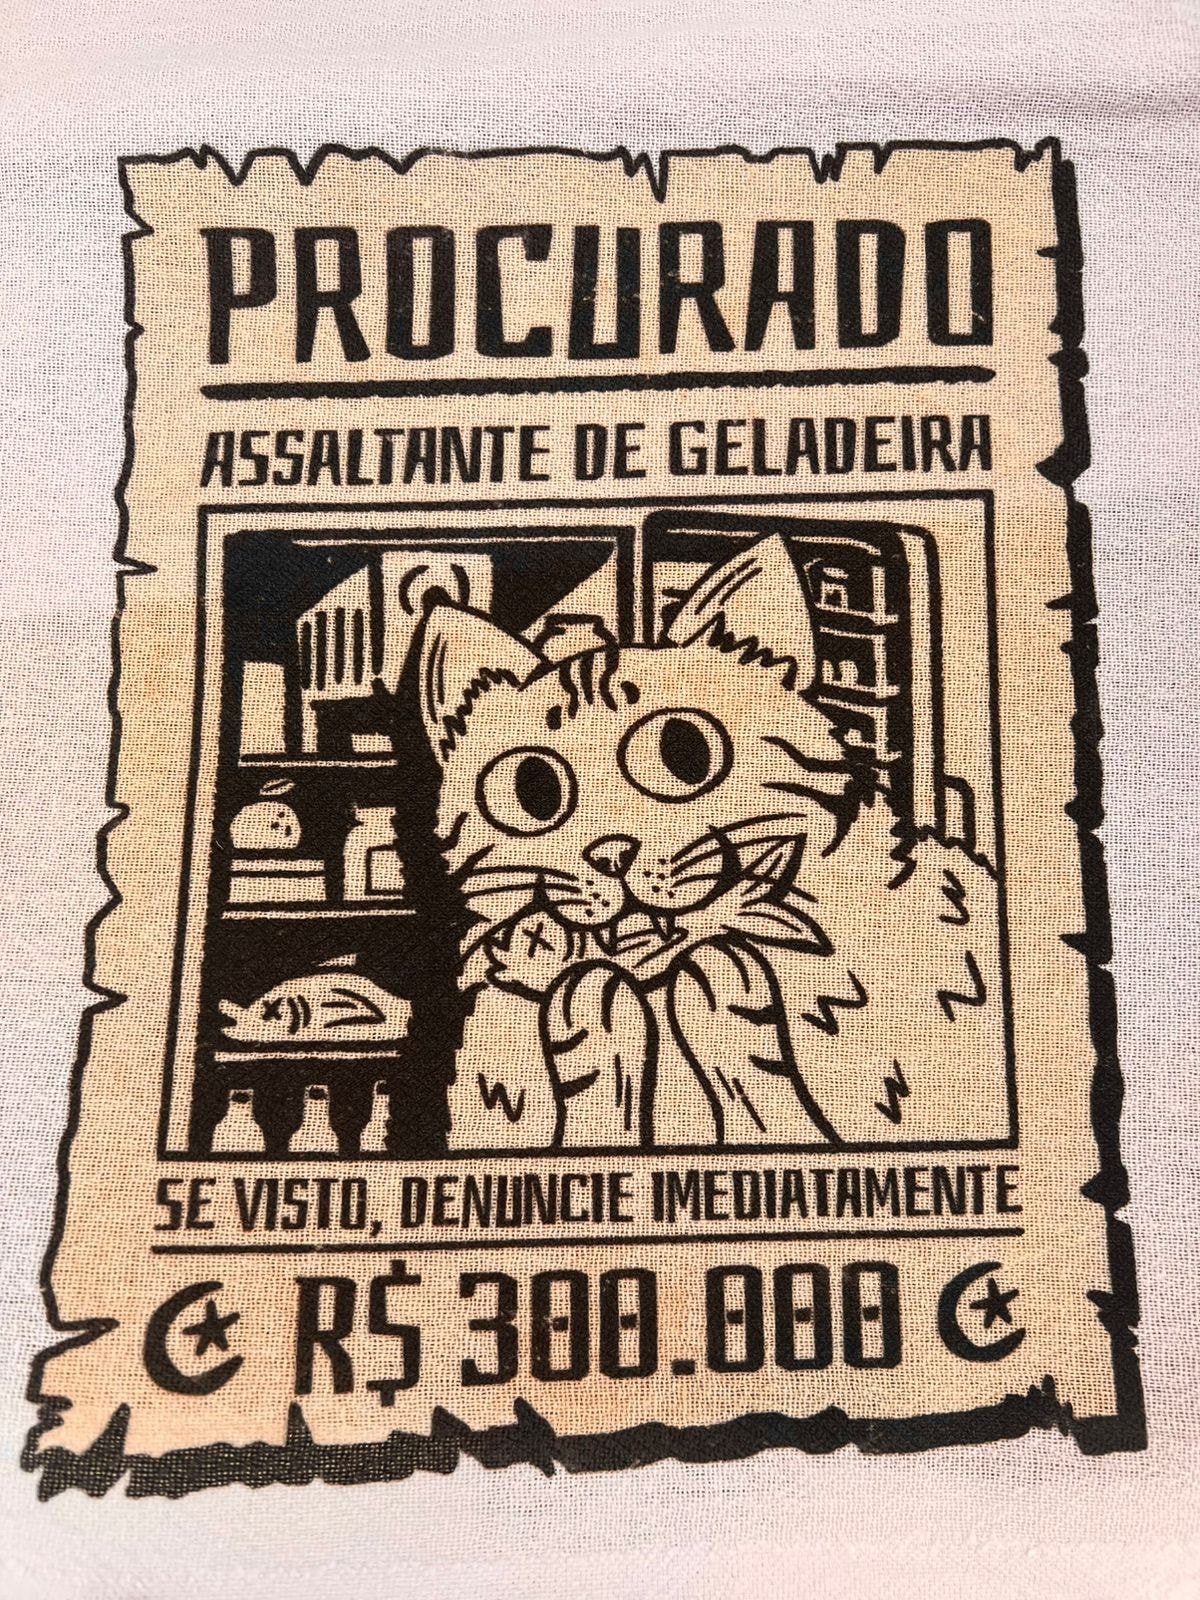 PROCURADO
ASSALTANTE DE GELADEIRA
SE VISTO, DENUNCIE IMEDIATAMENTE
R$ 300.000